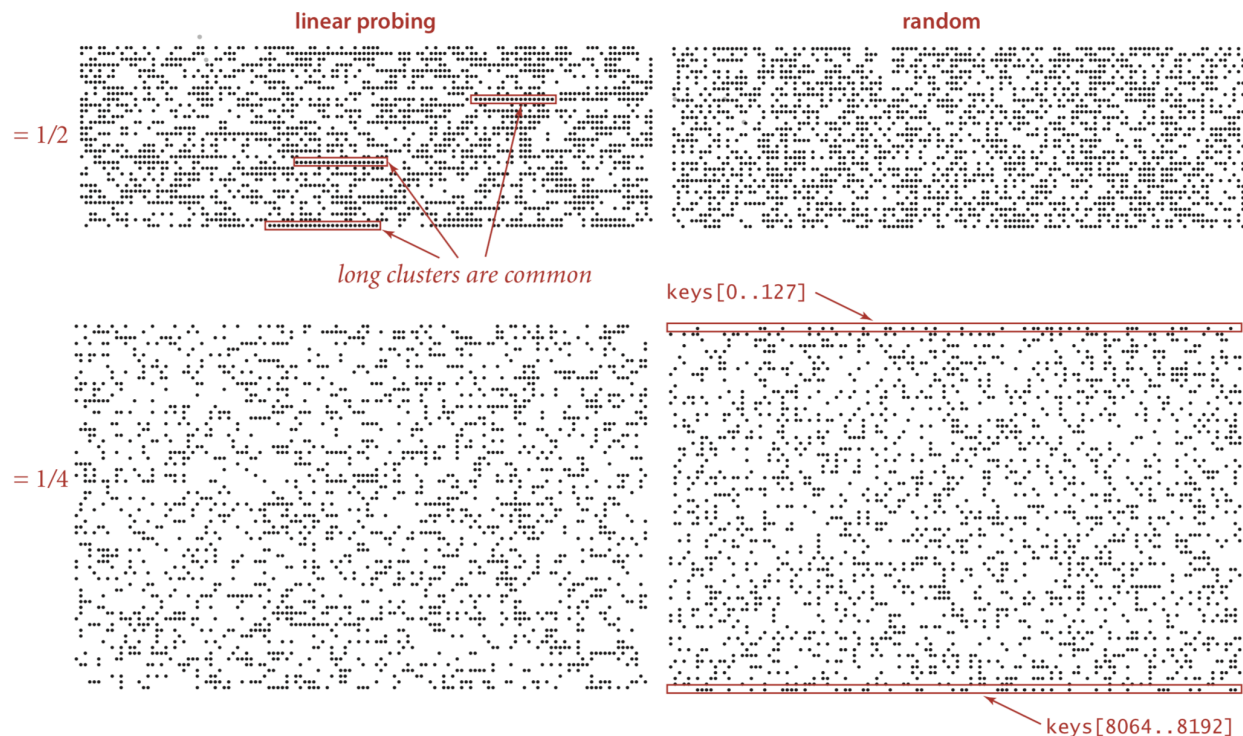 linear probing
random
= 1/2
long clusters are common
keys[0..127]
= 1/4
keys[8064..8192]